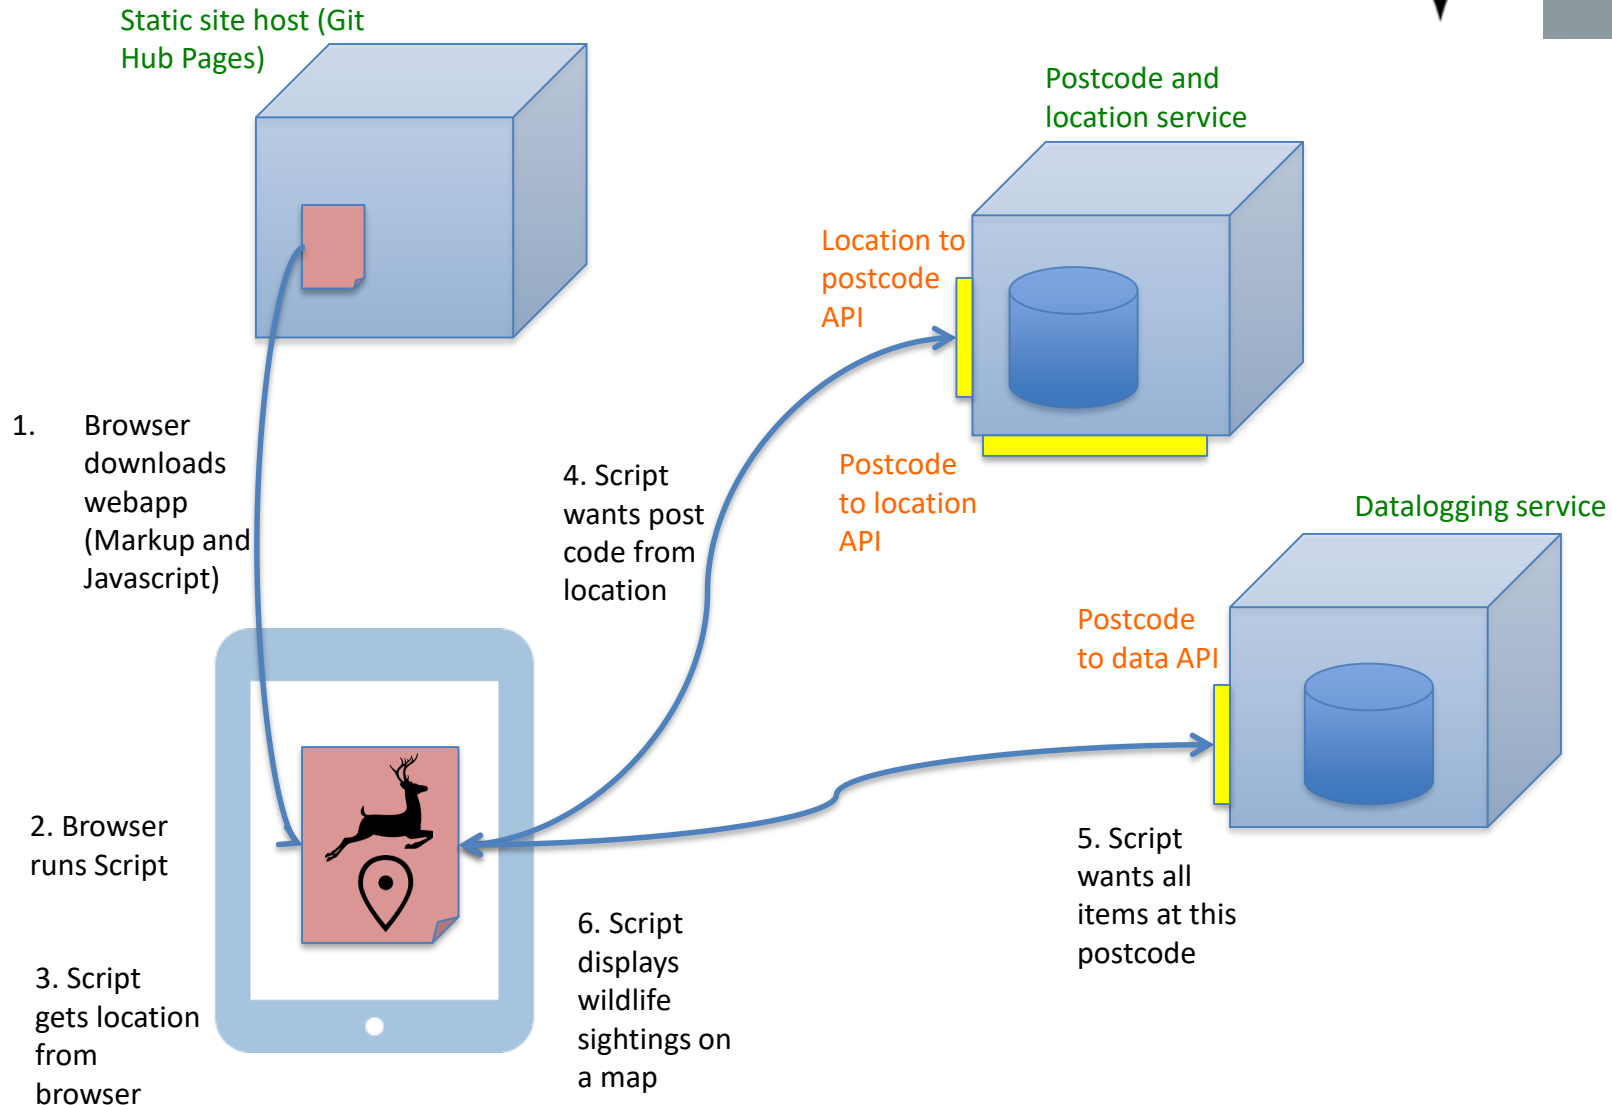 Static site host (Git
Hub Pages)
Postcode and
location service
Location to
postcode
API
1. Browser
downloads
webapp
(Markup and
Javascript)
4. Script
wants post
code from
location
Postcode
to location
API
Datalogging service
Postcode
to data API
2. Browser
runs Script
5. Script
wants all
items at this
postcode
6. Script
displays
wildlife
sightings on
a map
3. Script
gets location
from
browser